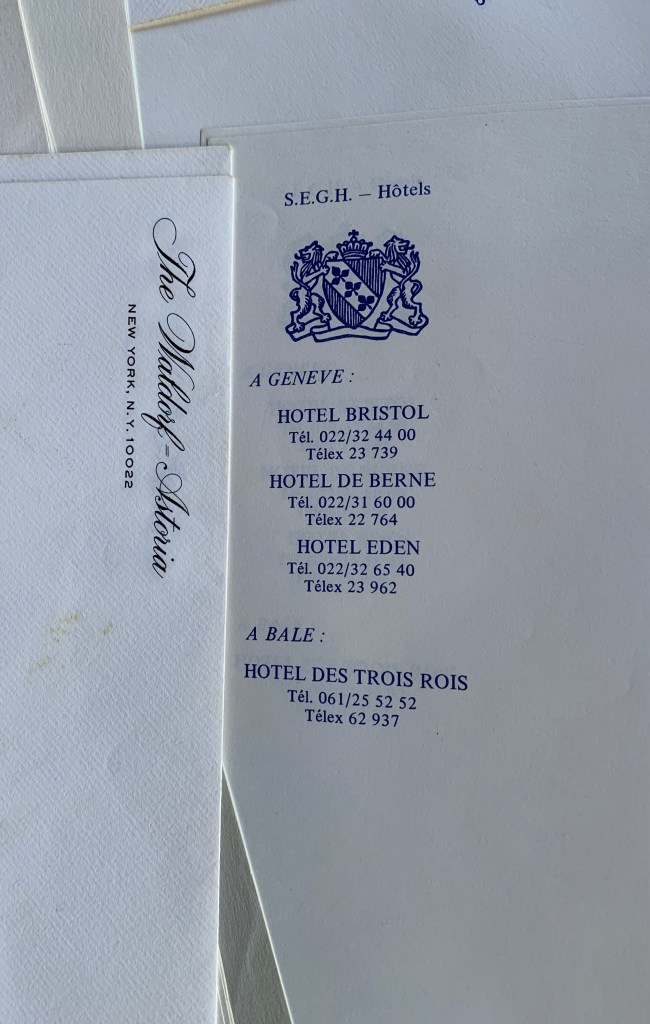 The Waldorf=Astoria
NEW YORK, N.Y. 10022
S.E.G.H. – Hôtels
A GENEVE :
HOTEL BRISTOL
Tél. 022/32 44 00
Télex 23 739
HOTEL DE BERNE
Tél. 022/31 60 00
Télex 22 764
HOTEL EDEN
Tél. 022/32 65 40
Télex 23 962
A BALE :
HOTEL DES TROIS ROIS
Tél. 061/25 52 52
Télex 62 937